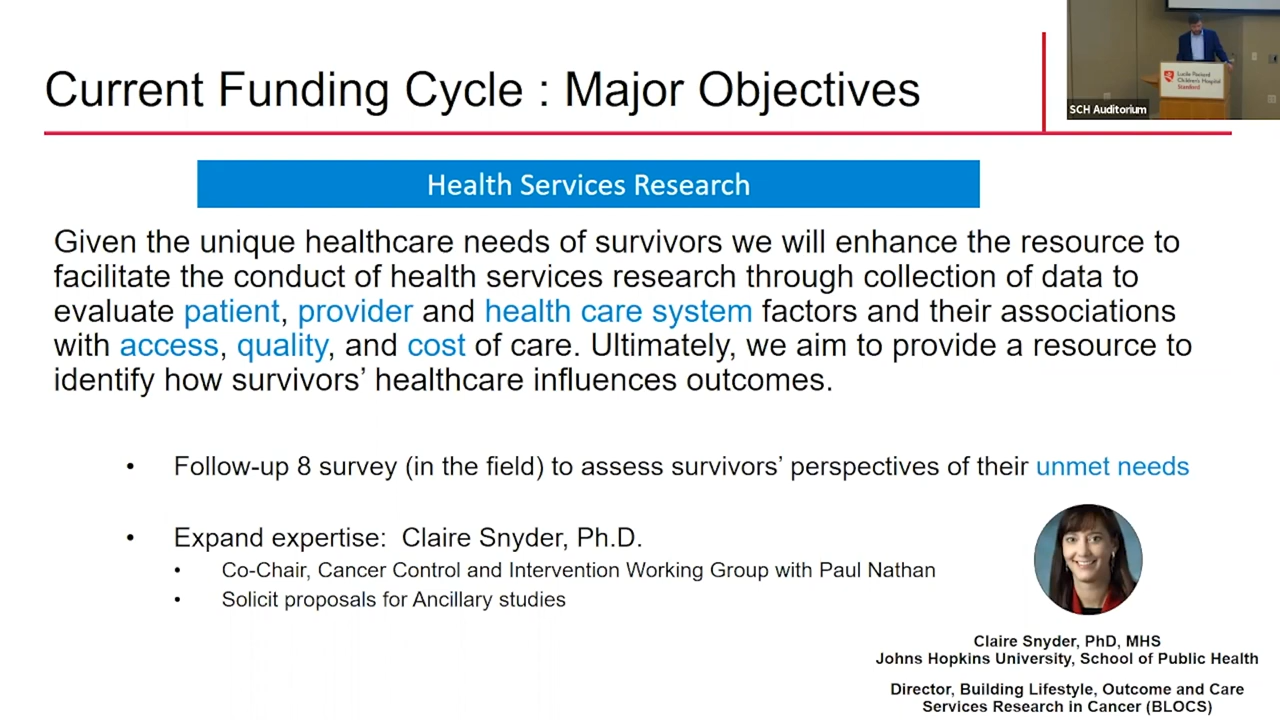 Current Funding Cycle : Major Objectives
Lucile Packard
Children's Hospital
Stanford
SCH Auditorium
Health Services Research
Given the unique healthcare needs of survivors we will enhance the resource to
facilitate the conduct of health services research through collection of data to
evaluate patient, provider and health care system factors and their associations
with access, quality, and cost of care. Ultimately, we aim to provide a resource to
identify how survivors’ healthcare influences outcomes.
• Follow-up 8 survey (in the field) to assess survivors’ perspectives of their unmet needs
• Expand expertise: Claire Snyder, Ph.D.
• Co-Chair, Cancer Control and Intervention Working Group with Paul Nathan
• Solicit proposals for Ancillary studies
Claire Snyder, PhD, MHS
Johns Hopkins University, School of Public Health
Director, Building Lifestyle, Outcome and Care
Services Research in Cancer (BLOCS)